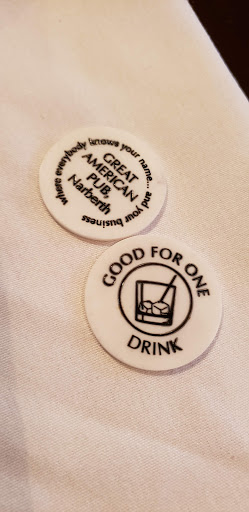 where everybody knows your name... and your business
GREAT
AMERICAN
PUB,
Narberth
GOOD FOR ONE
DRINK